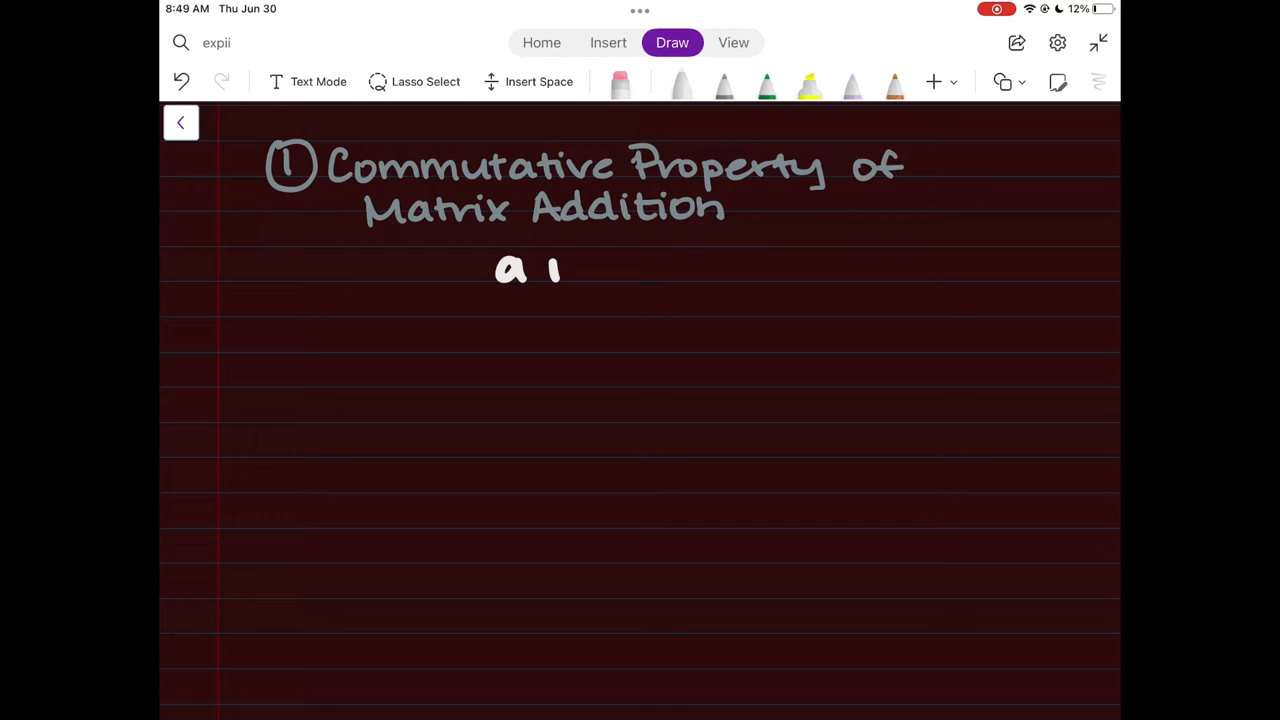 8:49 AM Thu Jun 30
12%
expii
Home Insert Draw View
Text Mode Lasso Select Insert Space
1 Commutative Property of
Matrix Addition
a